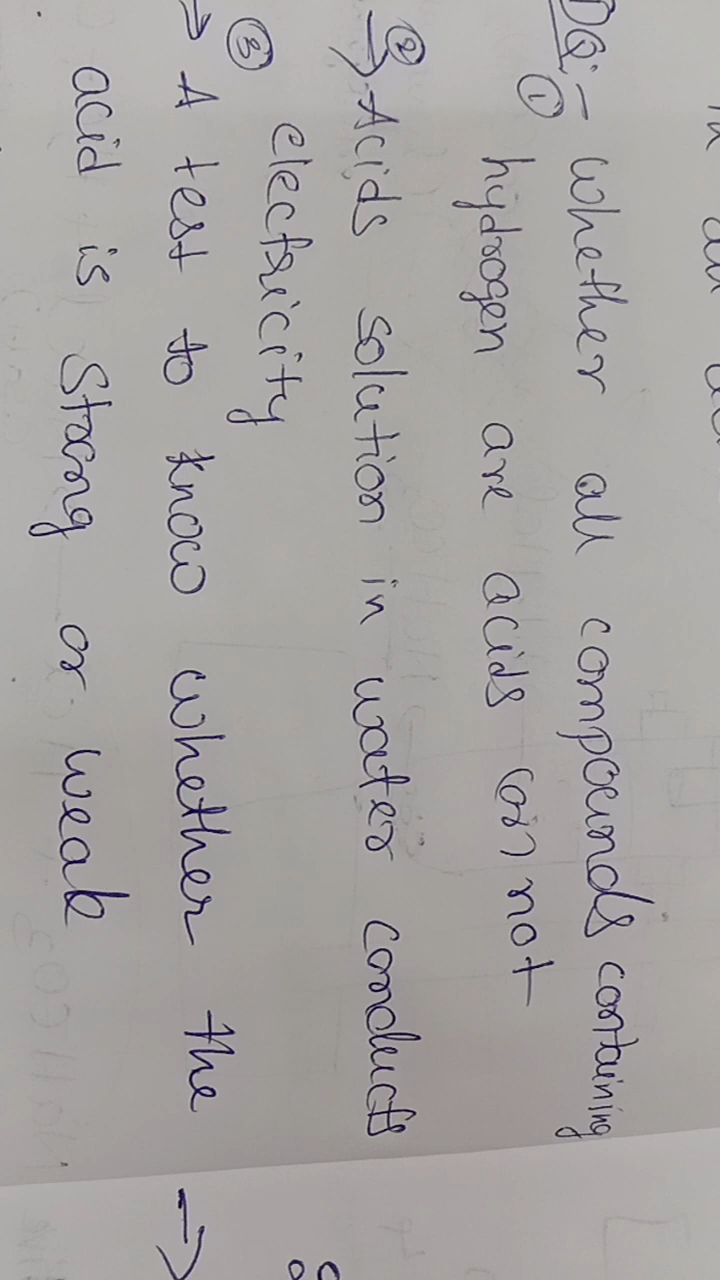 DQ:- Whether all compounds containing
① hydrogen are acids (or) not
② → Acids solution in water conducts
electricity
③ → A test to know whether the
acid is Strong or weak